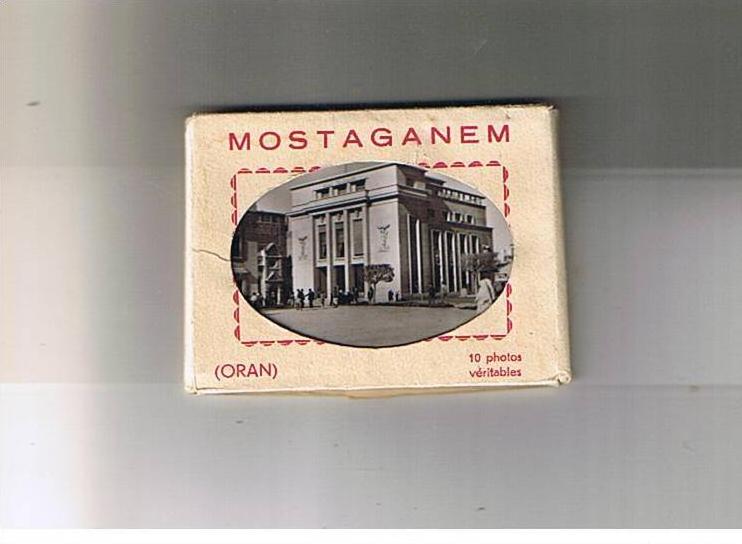 MOSTAGANEM
(ORAN)
10 photos
véritables